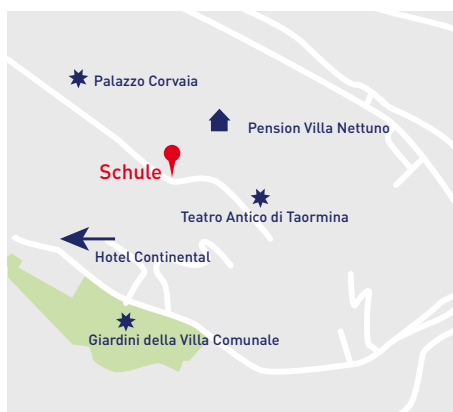 Palazzo Corvaia
Pension Villa Nettuno
Schule
Teatro Antico di Taormina
Hotel Continental
Giardini della Villa Comunale